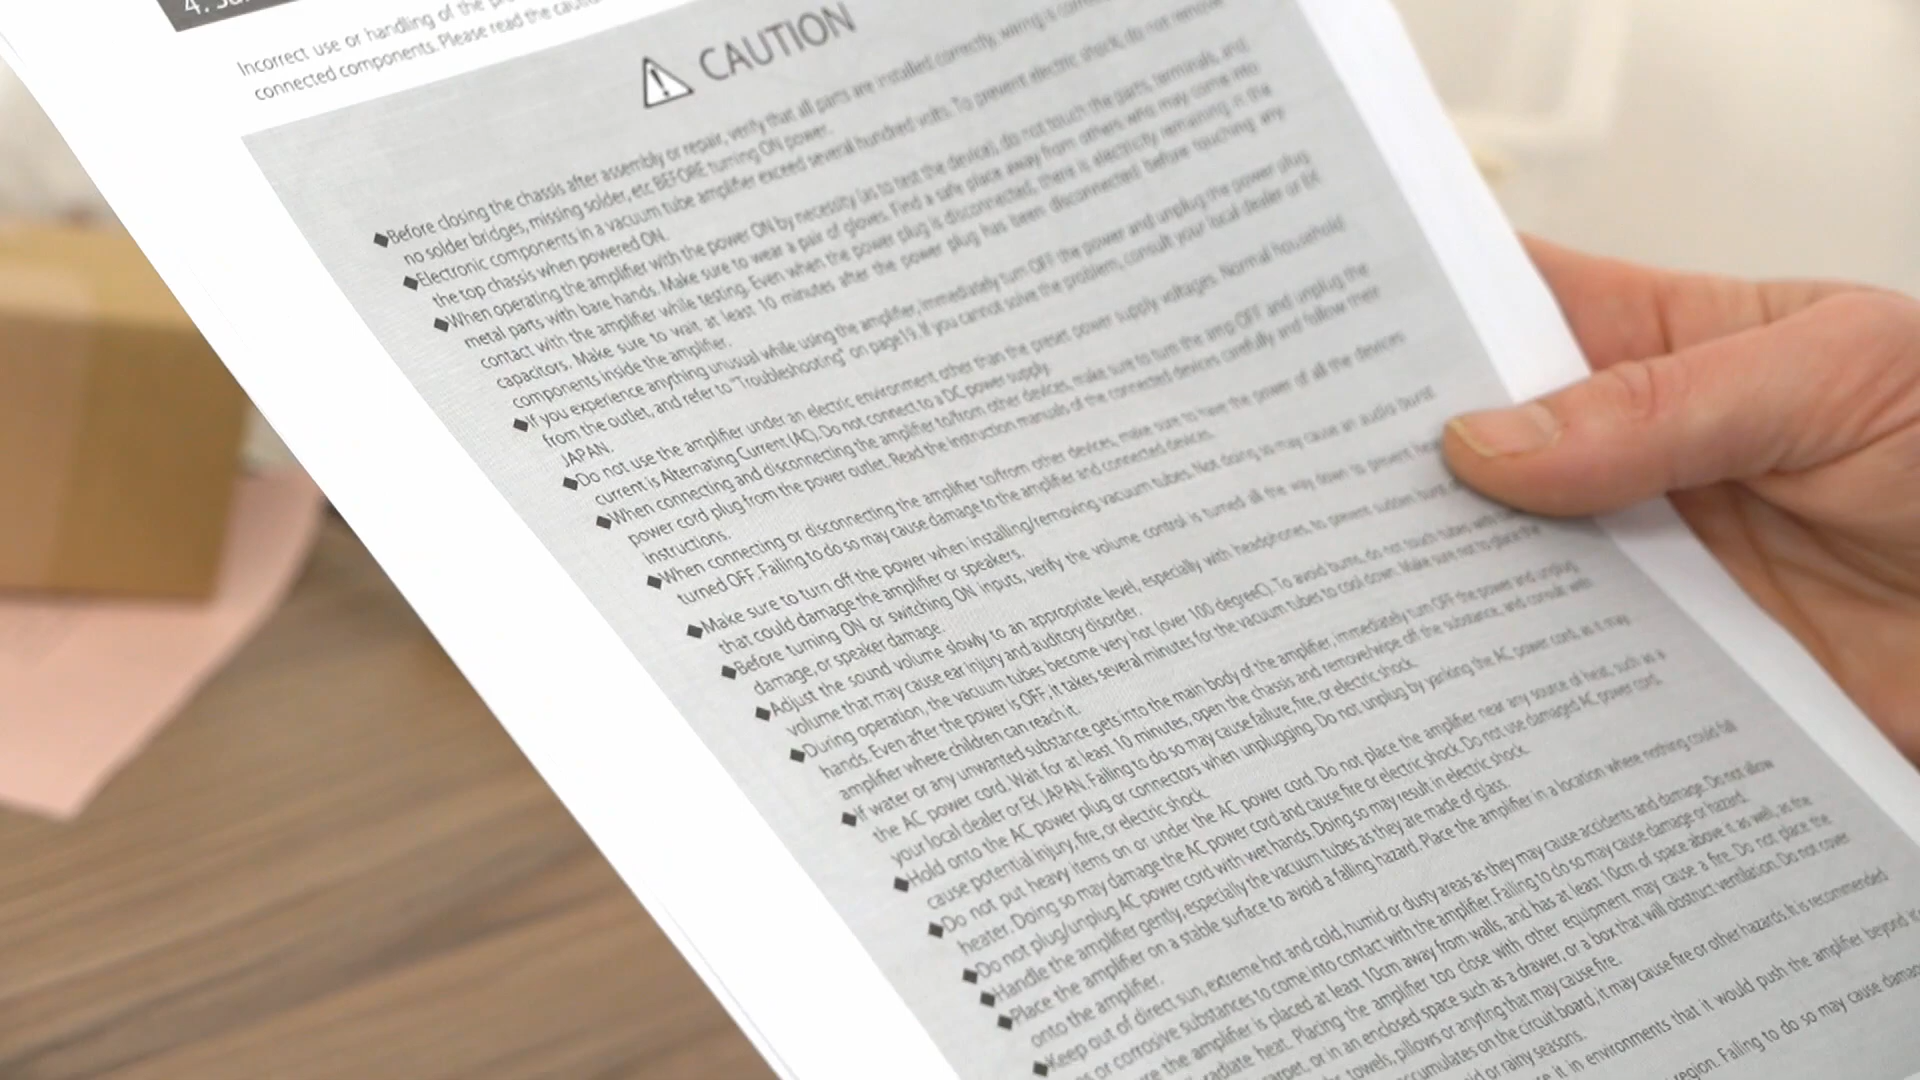 Incorrect use or handling of the
connected components. Please read the
CAUTION
◆Before closing the chassis after assembly or repair, verify that all parts are installed correctly, wiring is
no solder bridges, missing solder, etc BEFORE turning ON power.
◆Electronic components in a vacuum tube amplifier exceed several hundred volts. To prevent electric shock, do not remove
the top chassis when powered ON.
◆When operating the amplifier with the power ON by necessity (as to test the device), do not touch the parts, terminals, and
metal parts with bare hands. Make sure to wear a pair of gloves. Find a safe place away from others who may come into
contact with the amplifier while testing. Even when the power plug is disconnected, there is electricity remaining in the
capacitors. Make sure to wait at least 10 minutes after the power plug has been disconnected before touching any
components inside the amplifier.
◆If you experience anything unusual while using the amplifier, immediately turn OFF the power and unplug the power plug
from the outlet, and refer to "Troubleshooting" on page19. If you cannot solve the problem, consult your local dealer or EK
JAPAN.
◆Do not use the amplifier under an electric environment other than the preset power supply voltages. Normal household
current is Alternating Current (AC). Do not connect to a DC power supply.
◆When connecting and disconnecting the amplifier to/from other devices, make sure to turn the amp OFF and unplug the
power cord plug from the power outlet. Read the instruction manuals of the connected devices carefully and follow their
instructions.
◆When connecting or disconnecting the amplifier to/from other devices, make sure to have the power of all the devices
turned OFF. Failing to do so may cause damage to the amplifier and connected devices.
◆Make sure to turn off the power when installing/removing vacuum tubes. Not doing so may cause an audio burst
that could damage the amplifier or speakers.
◆Before turning ON or switching ON inputs, verify the volume control is turned all the way down to prevent
damage, or speaker damage.
◆Adjust the sound volume slowly to an appropriate level, especially with headphones, to prevent sudden
volume that may cause ear injury and auditory disorder.
◆During operation, the vacuum tubes become very hot (over 100 degreeC). To avoid burns, do not touch tubes with
hands. Even after the power is OFF, it takes several minutes for the vacuum tubes to cool down. Make sure not to place the
amplifier where children can reach it.
◆If water or any unwanted substance gets into the main body of the amplifier, immediately turn OFF the power and unplug
the AC power cord. Wait for at least 10 minutes, open the chassis and remove/wipe off the substance, and consult with
your local dealer or EK JAPAN. Failing to do so may cause failure, fire, or electric shock.
◆Hold onto the AC power plug or connectors when unplugging. Do not unplug by yanking the AC power cord, as it may
cause potential injury, fire, or electric shock.
◆Do not put heavy items on or under the AC power cord. Do not place the amplifier near any source of heat, such as a
heater. Doing so may damage the AC power cord and cause fire or electric shock. Do not use damaged AC power cord.
◆Do not plug/unplug AC power cord with wet hands. Doing so may result in electric shock.
◆Handle the amplifier gently, especially the vacuum tubes as they are made of glass.
◆Place the amplifier on a stable surface to avoid a falling hazard. Place the amplifier in a location where nothing could fall
onto the amplifier.
◆Keep out of direct sun, extreme hot and cold, humid or dusty areas as they may cause accidents and damage. Do not allow
or corrosive substances to come into contact with the amplifier. Failing to do so may cause damage or hazard.
the amplifier is placed at least 10cm away from walls, and has at least 10cm of space above it as well, as the
radiate heat. Placing the amplifier too close with other equipment may cause a fire. Do not place the
or in an enclosed space such as a drawer, or a box that will obstruct ventilation. Do not cover
towels, pillows or anyting that may cause fire.
on the circuit board, it may cause fire or other hazards. It is recommended
or rainy seasons.
it in environments that it would push the amplifier beyond
region. Failing to do so may cause